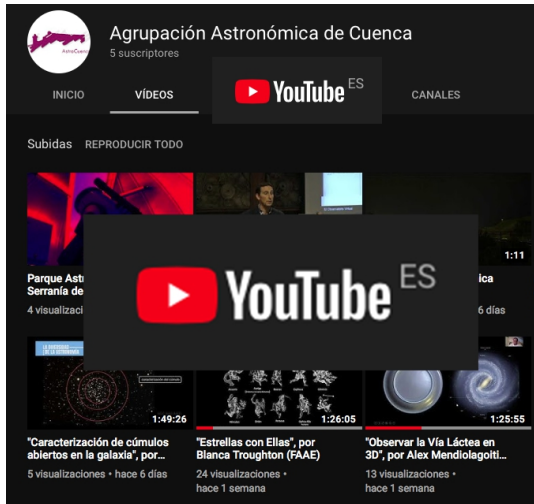 AstroCuenca
Agrupación Astronómica de Cuenca
5 suscriptores
INICIO
VÍDEOS
YouTube ES
CANALES
Subidas REPRODUCIR TODO
1:11
Parque
Serranía de
4 visualizaci
6 días
YouTube ES
1:49:26
1:26:05
1:25:55
"Caracterización de cúmulos
abiertos en la galaxia", por...
5 visualizaciones • hace 6 días
"Estrellas con Ellas", por
Blanca Troughton (FAAE)
24 visualizaciones •
hace 1 semana
"Observar la Vía Láctea en
3D", por Alex Mendiolagoiti...
13 visualizaciones •
hace 1 semana